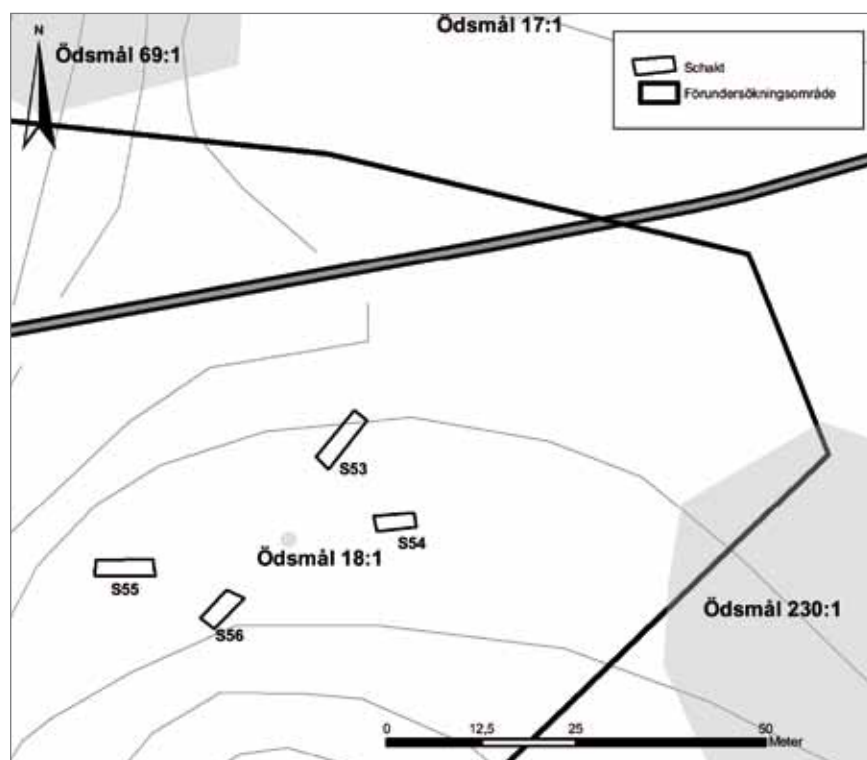 Ödsmål 17:1
N
Ödsmål 69:1
Schakt
Förundersökningsområde
S53
S54
Ödsmål 18:1
S55
S56
Ödsmål 230:1
0 12,5 25 50
Meter